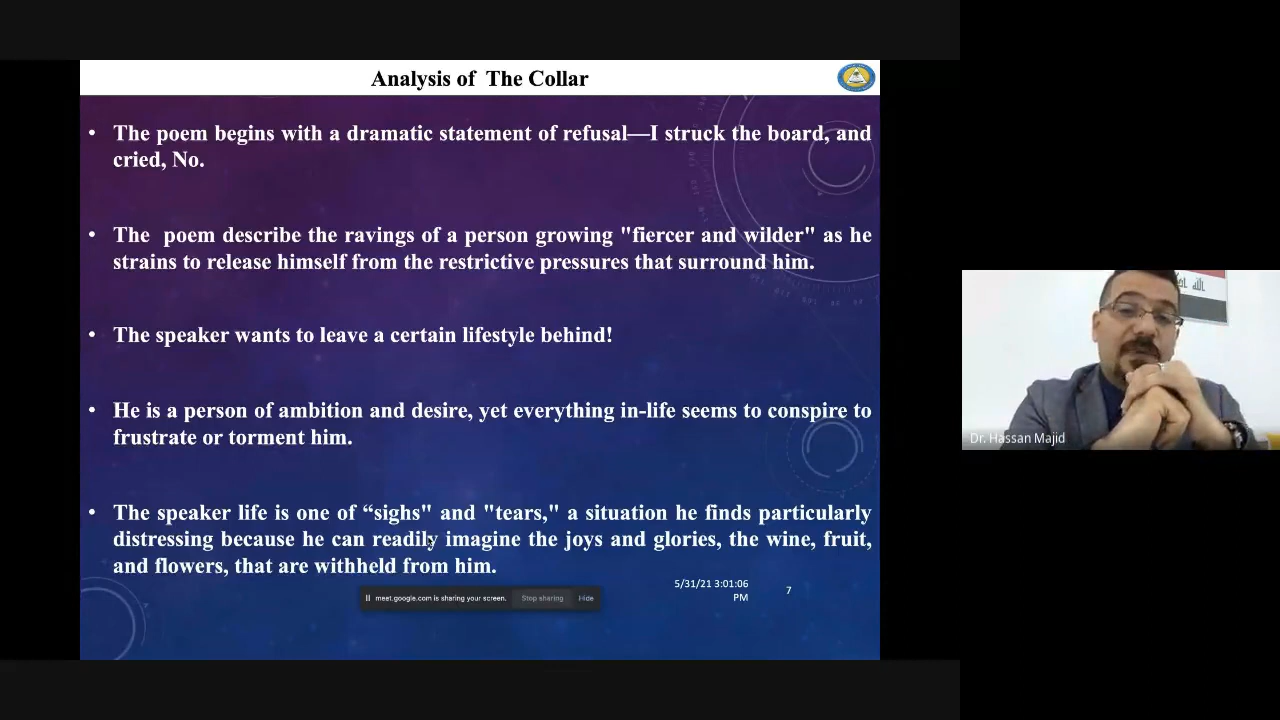 Analysis of The Collar
• The poem begins with a dramatic statement of refusal—I struck the board, and
cried, No.
• The poem describe the ravings of a person growing "fiercer and wilder" as he
strains to release himself from the restrictive pressures that surround him.
• The speaker wants to leave a certain lifestyle behind!
• He is a person of ambition and desire, yet everything in-life seems to conspire to
frustrate or torment him.
• The speaker life is one of “sighs" and "tears," a situation he finds particularly
distressing because he can readily imagine the joys and glories, the wine, fruit,
and flowers, that are withheld from him.
meet.google.com is sharing your screen. Stop sharing Hide
5/31/21 3:01:06
PM
7
Dr. Hassan Majid